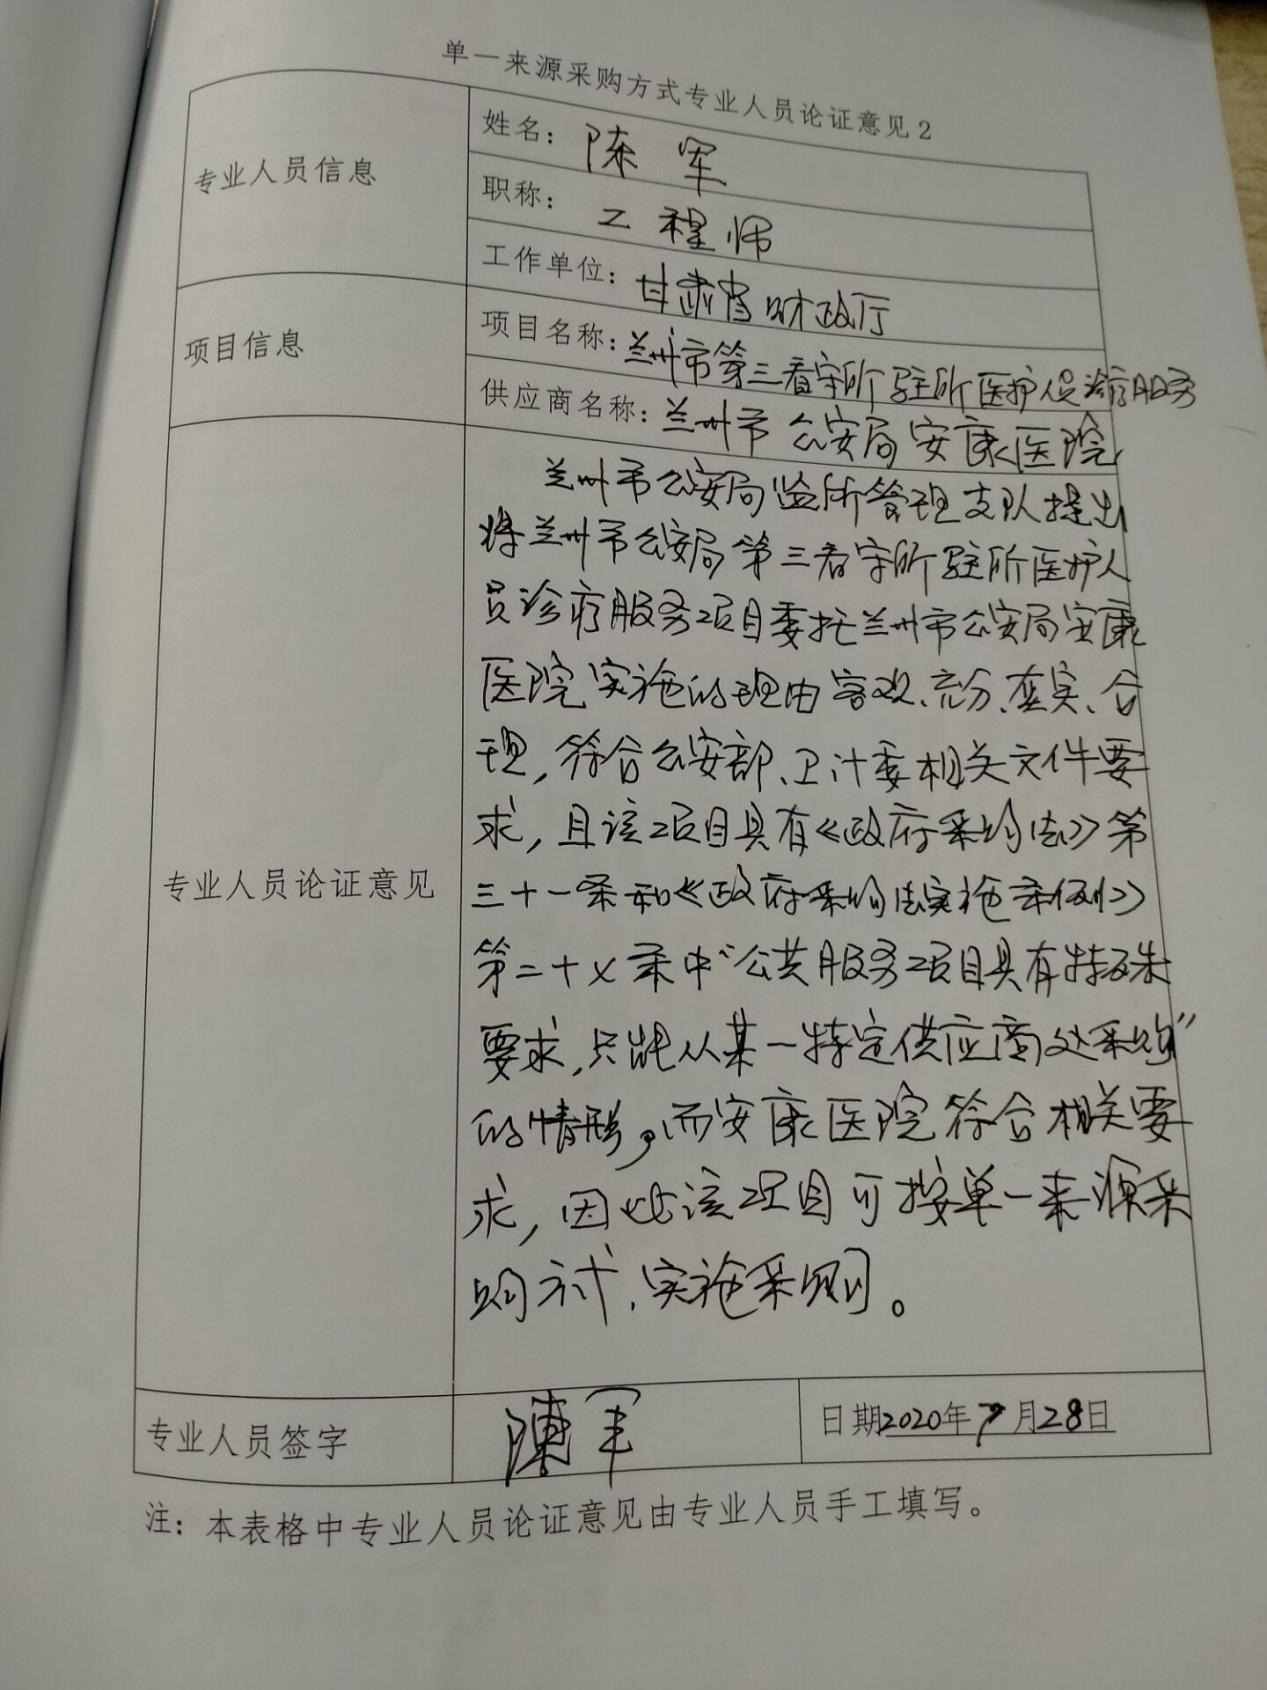 单一来源采购方式专业人员论证意见2
专业人员信息
姓名：陈军
职称：工程师
工作单位：甘肃省财政厅
项目信息
项目名称：兰州市第三看守所驻所医护人员诊疗服务
供应商名称：兰州市公安局安康医院
专业人员论证意见
兰州市公安局监所管理支队提出
将兰州市公安局第三看守所驻所医护人
员诊疗服务项目委托兰州市公安局安康
医院实施的理由客观、充分、真实、合
理，符合公安部、卫计委相关文件要
求，且该项目具有《政府采购法》第
三十一条和《政府采购法实施条例》
第二十七条中“公共服务项目具有特殊
要求，只能从某一特定供应商处采购”
的情形，而安康医院符合相关要
求，因此该项目可按单一来源采
购方式，实施采购。
专业人员签字
陳军
日期2020年7月28日
注：本表格中专业人员论证意见由专业人员手工填写。